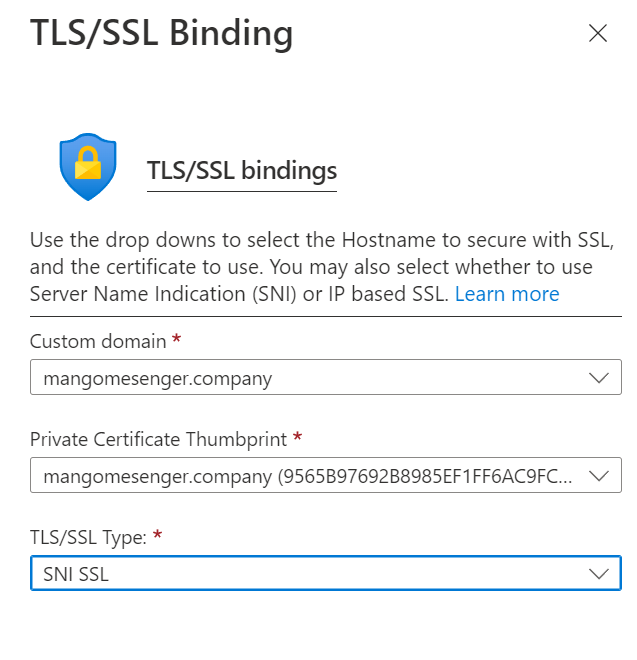 TLS/SSL Binding
TLS/SSL bindings
Use the drop downs to select the Hostname to secure with SSL,
and the certificate to use. You may also select whether to use
Server Name Indication (SNI) or IP based SSL. Learn more
Custom domain *
mangomesenger.company
Private Certificate Thumbprint *
mangomesenger.company (9565B97692B8985EF1FF6AC9FC...
TLS/SSL Type: *
SNI SSL